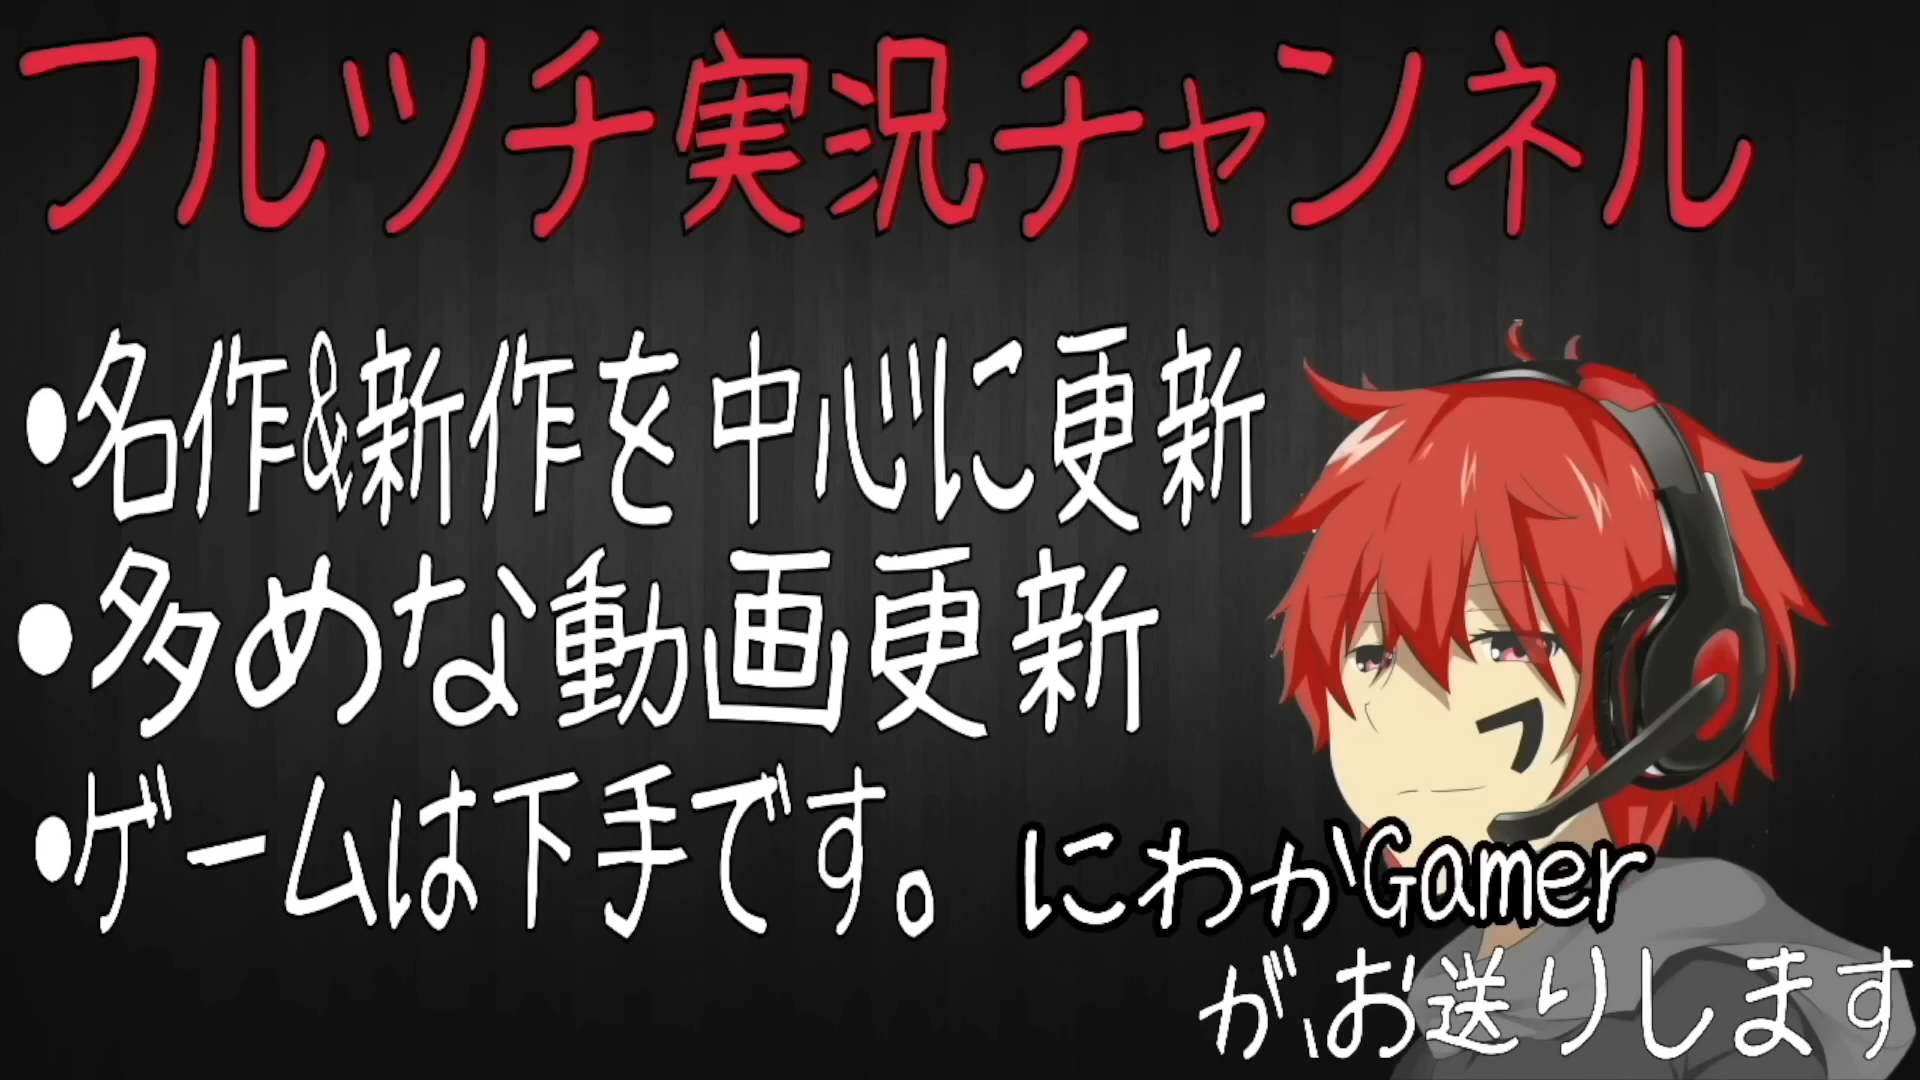 フルツチ実況チャンネル
•名作&新作を中心に更新
•多めな動画更新
•ゲームは下手です。
にわかGamer
が、お送りします
フ